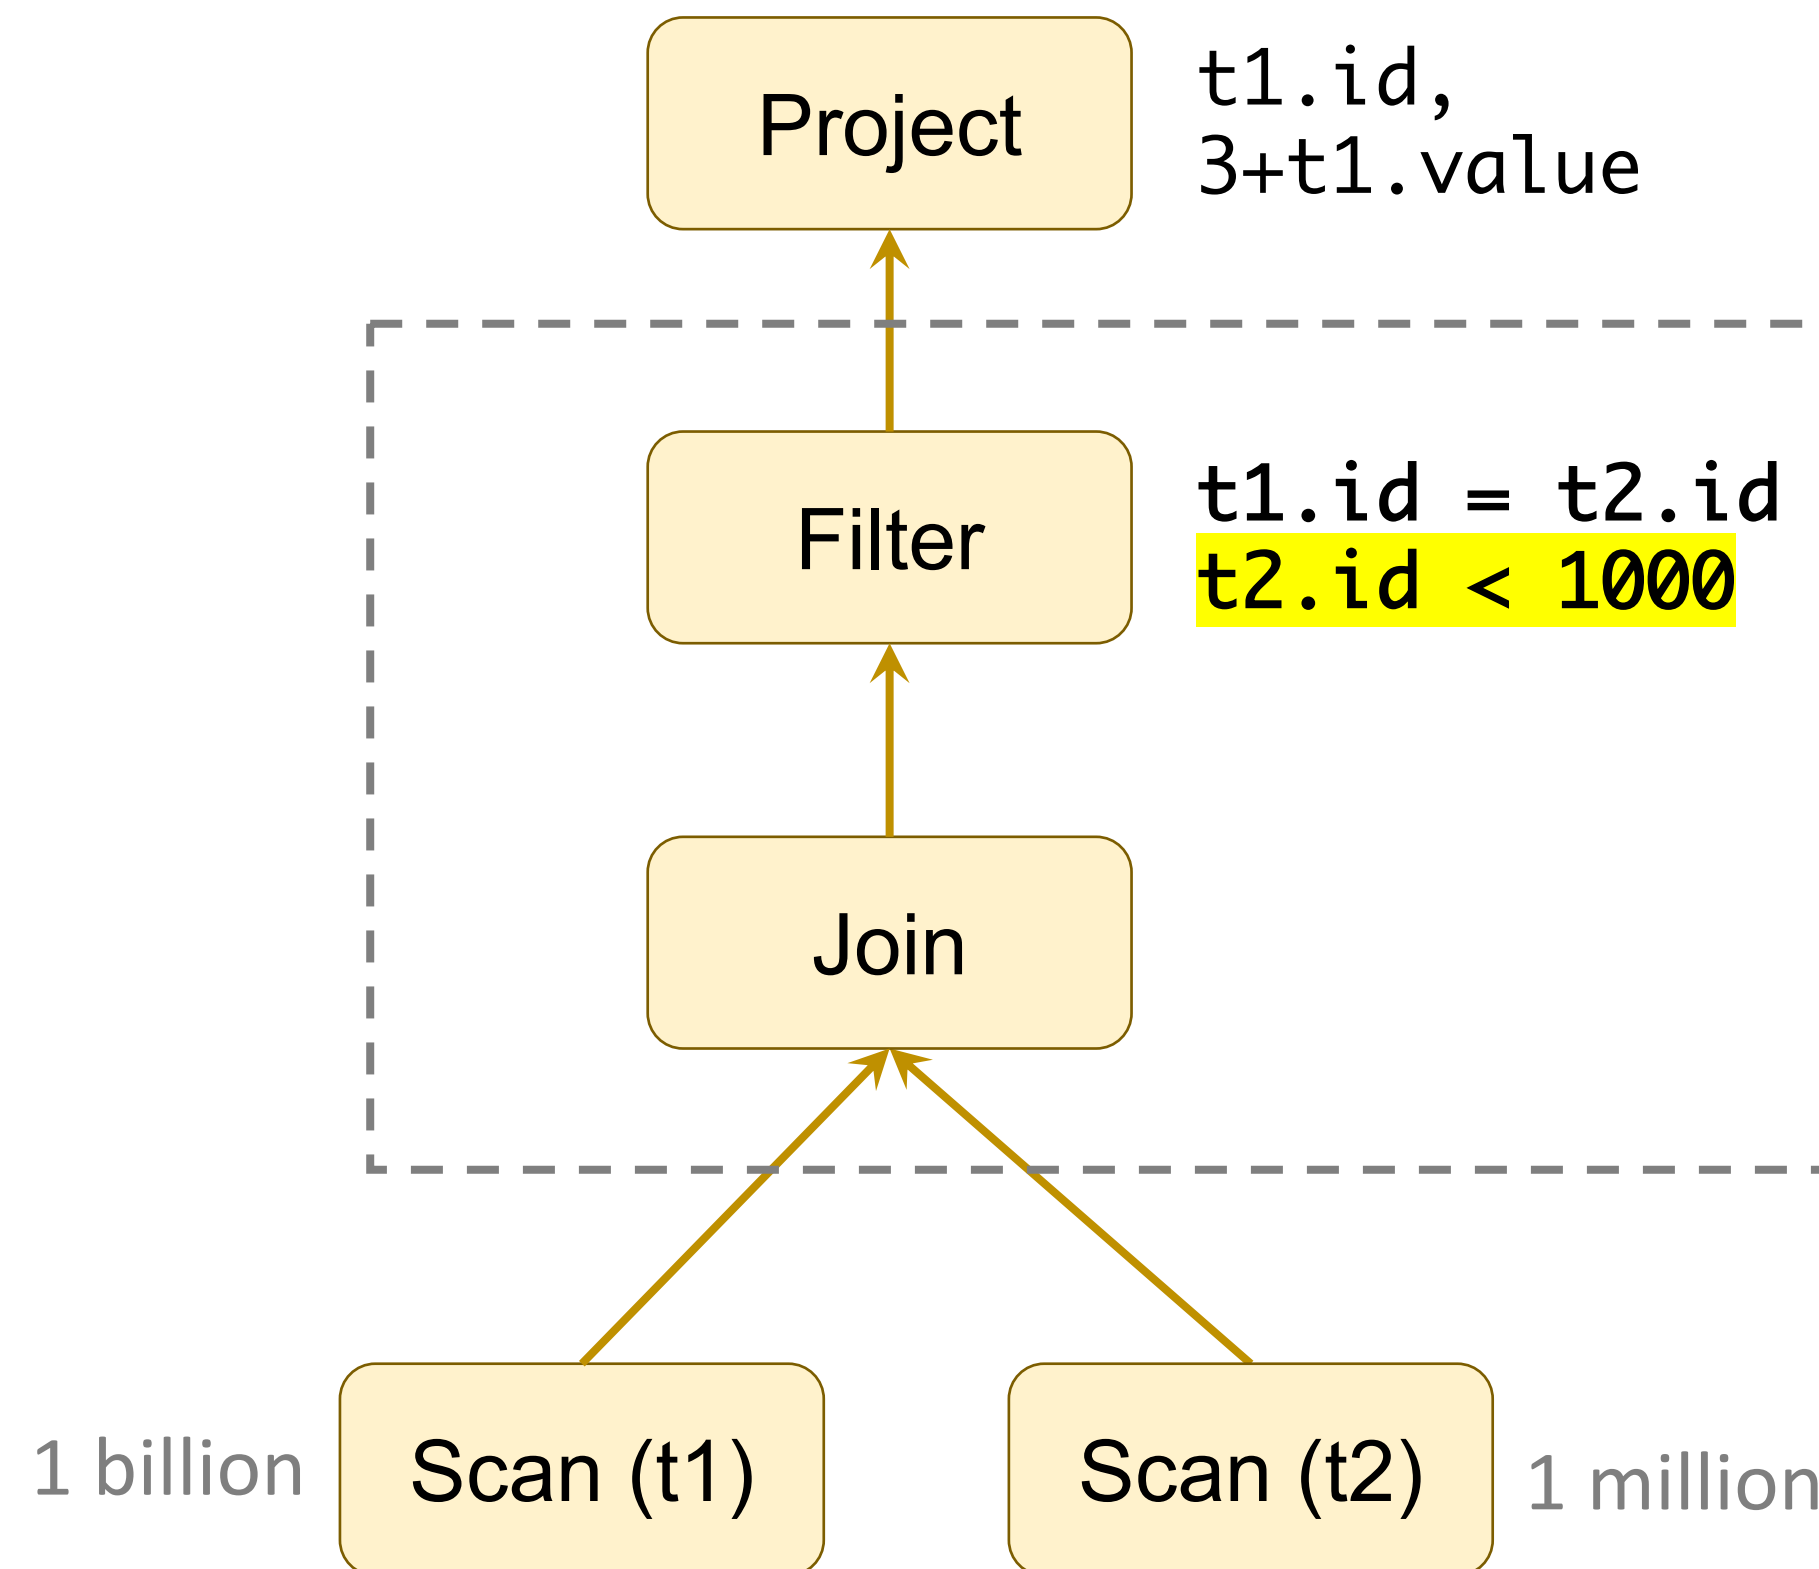 Project
t1.id,
3+t1.value
Filter
t1.id = t2.id
t2.id < 1000
Join
1 billion
Scan (t1)
Scan (t2)
1 million